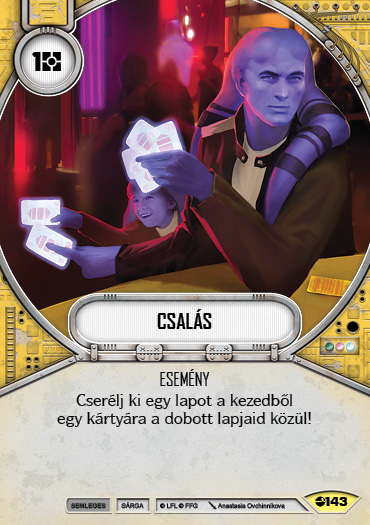 1
CSALÁS
ESEMÉNY
Cserélj ki egy lapot a kezedből
egy kártyára a dobott lapjaid közül!
SEMLEGES SÁRGA © LFL © FFG Anastasia Ovchinnikova 143